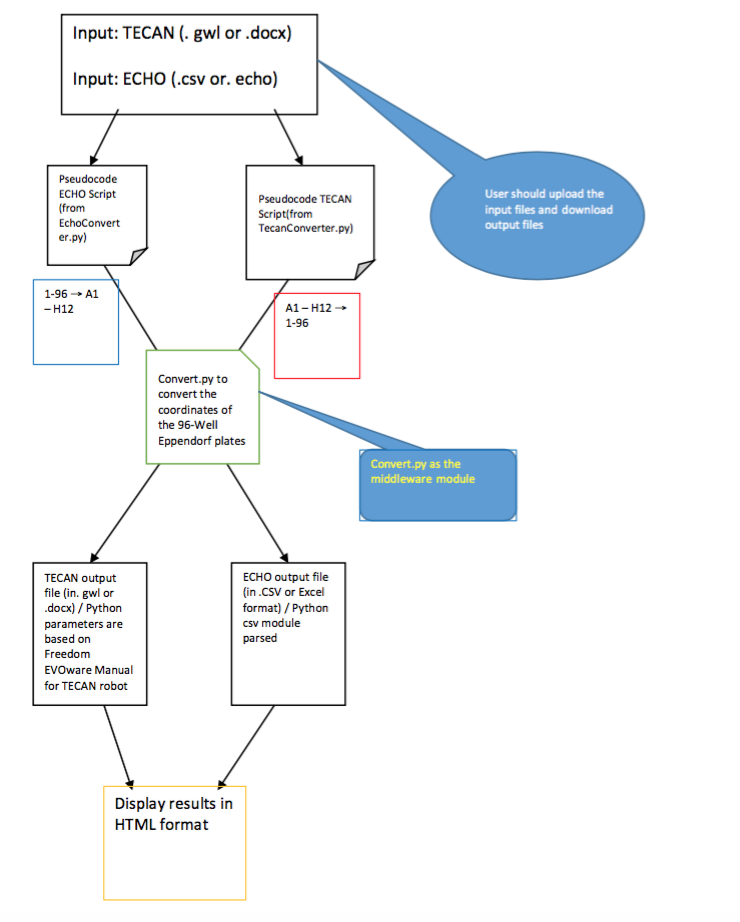 Input: TECAN (. gwl or .docx)
Input: ECHO (.csv or. echo)
User should upload the
input files and download
output files
Pseudocode
ECHO Script
(from
EchoConvert
er.py)
Pseudocode TECAN
Script(from
TecanConverter.py)
1-96 → A1
– H12
A1 – H12 →
1-96
Convert.py to
convert the
coordinates of
the 96-Well
Eppendorf plates
Convert.py as the
middleware module
TECAN output
file (in. gwl or
.docx) / Python
parameters are
based on
Freedom
EVOware Manual
for TECAN robot
ECHO output file
(in .CSV or Excel
format) / Python
csv module
parsed
Display results in
HTML format